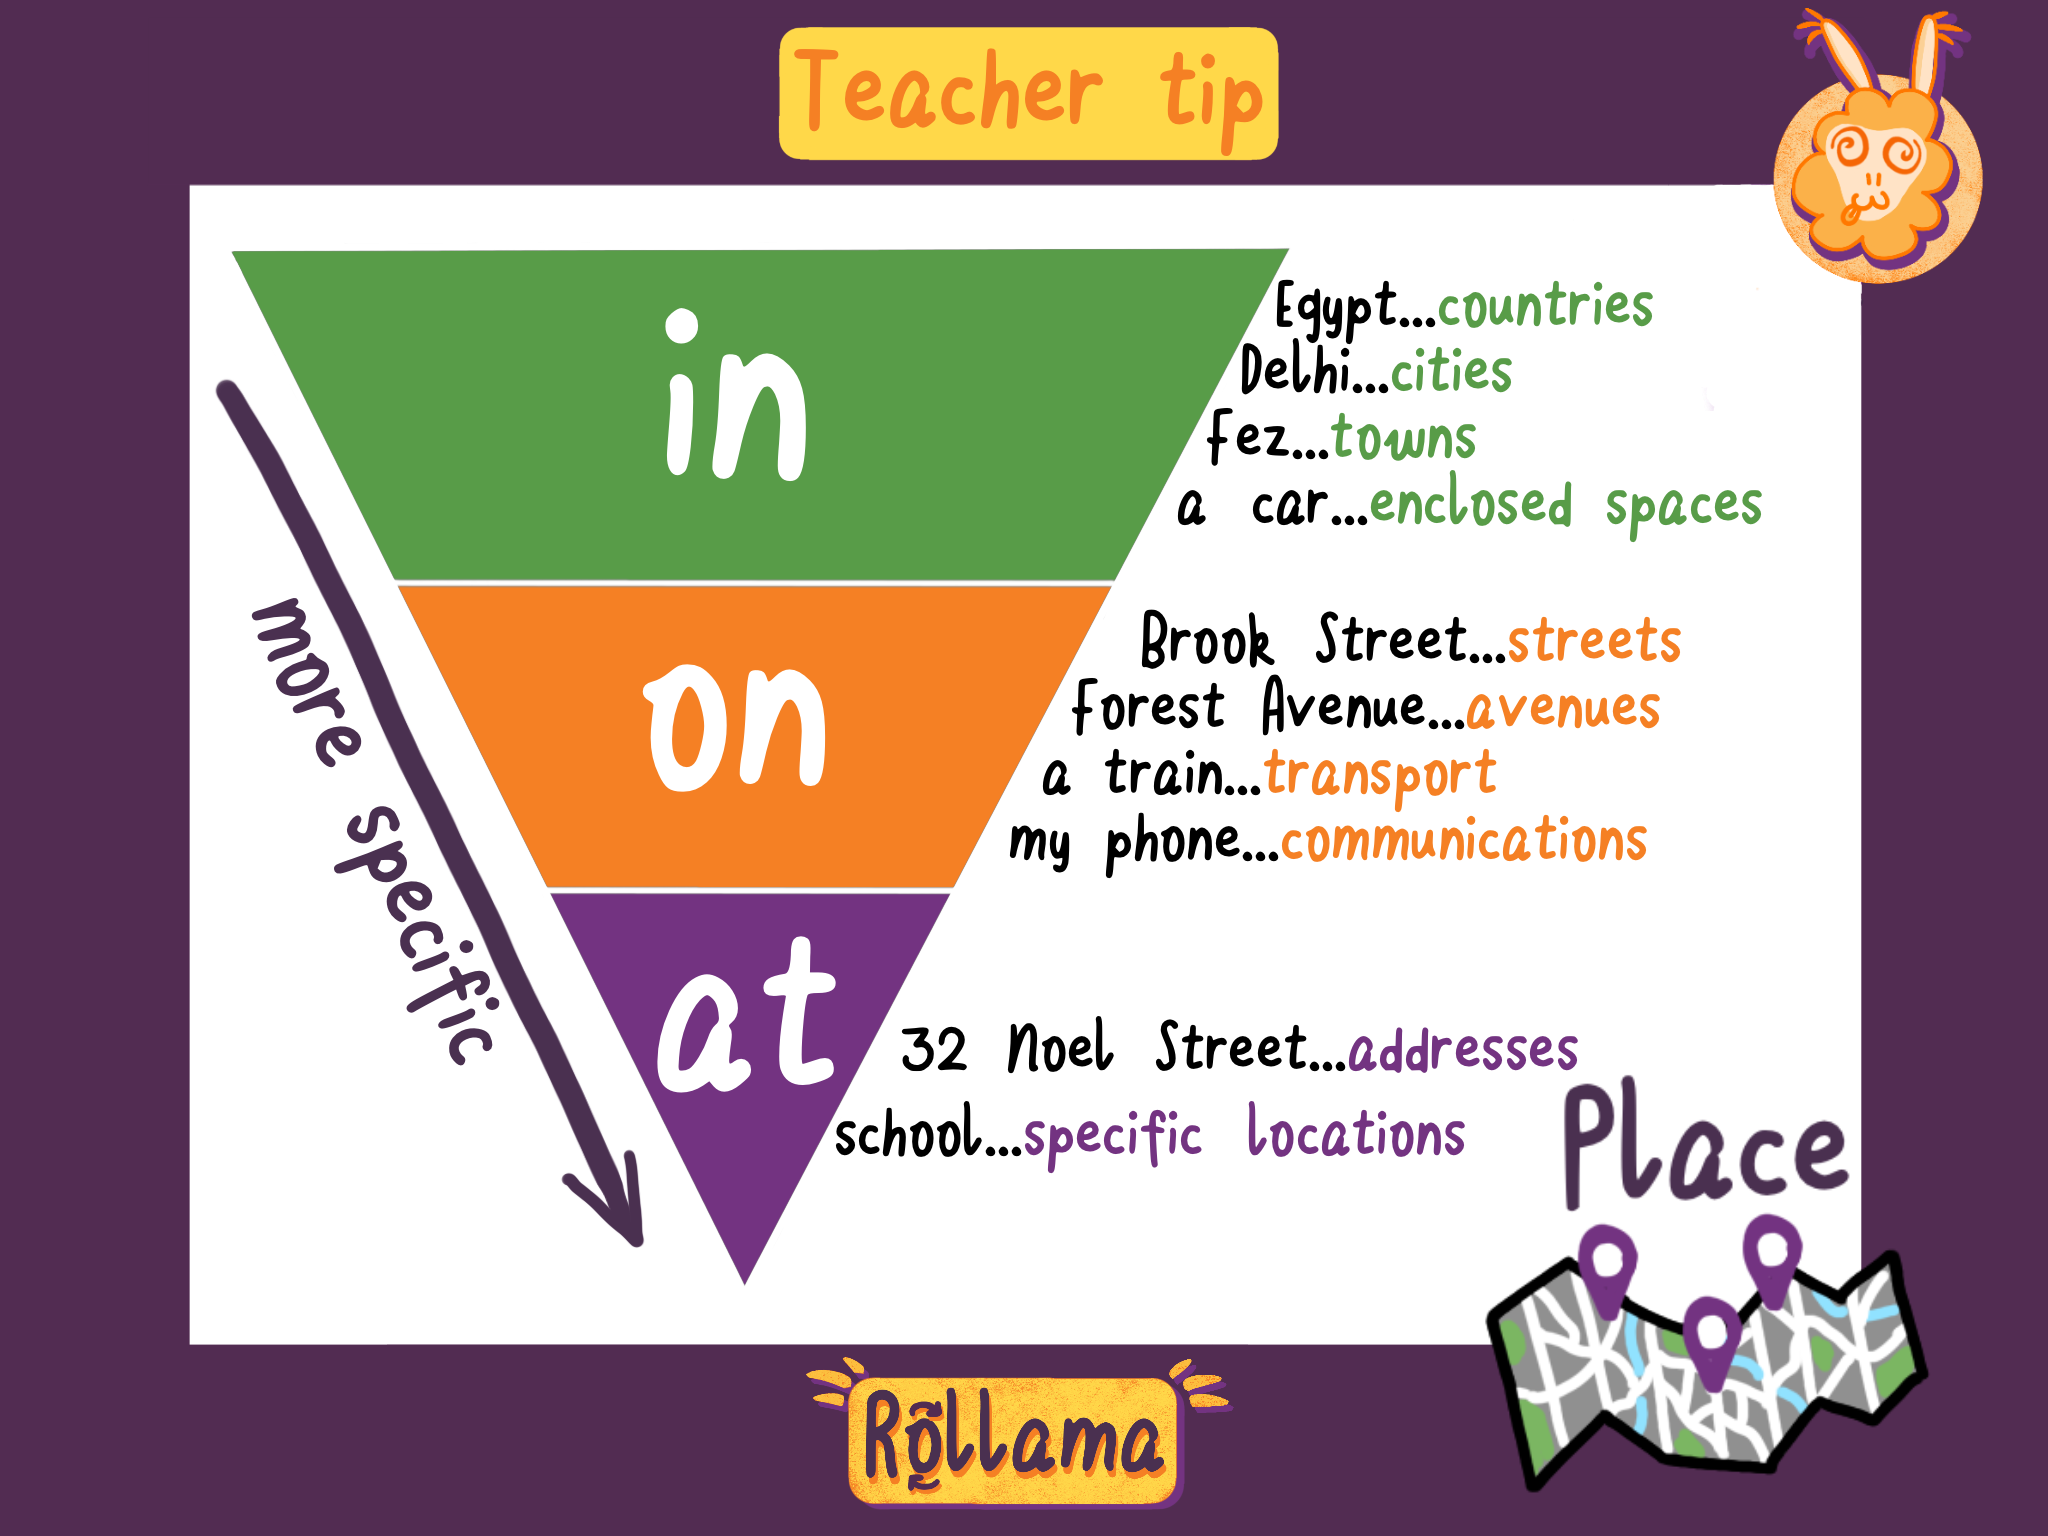 Teacher tip
in
Egypt...countries
Delhi...cities
Fez...towns
a car...enclosed spaces
more specific
on
Brook Street...streets
Forest Avenue...avenues
a train...transport
my phone...communications
at
32 Noel Street...addresses
school...specific locations
Place
Rollama